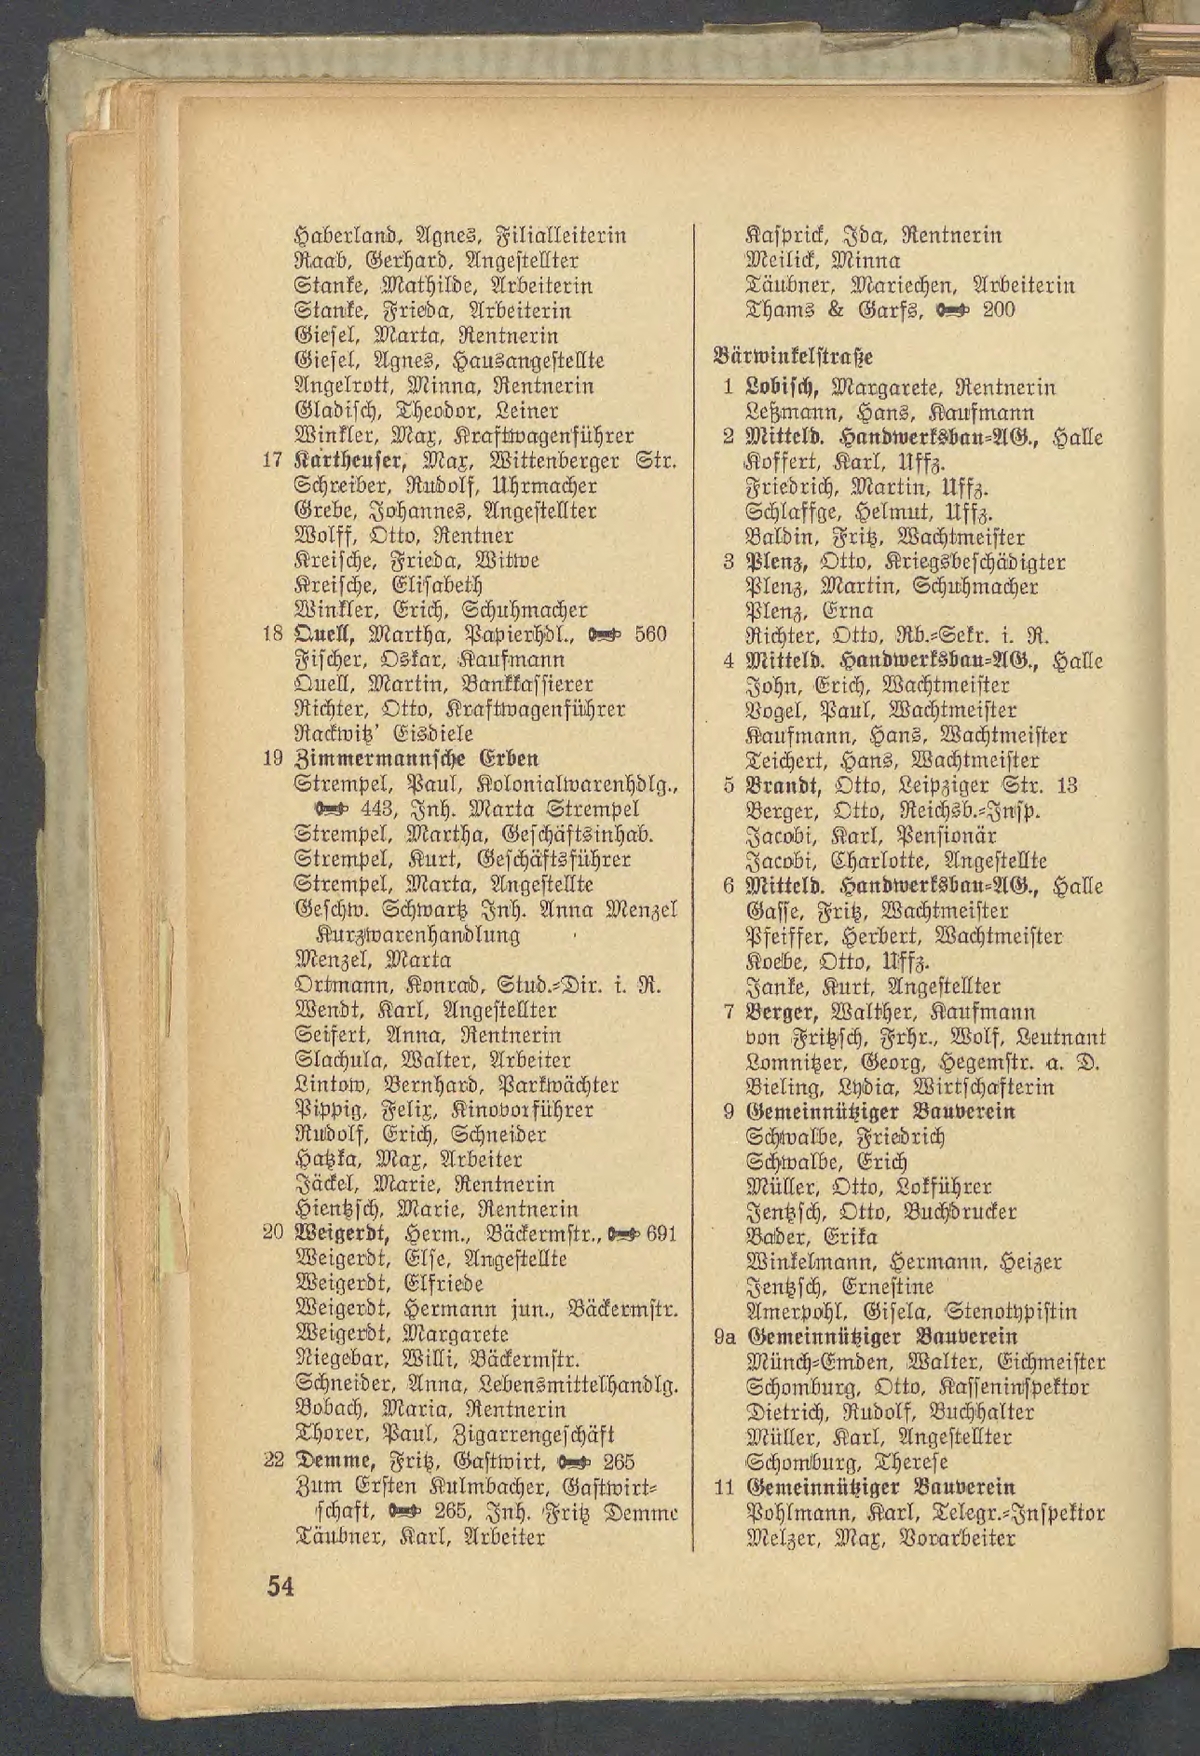 Haberland, Agnes, Filialleiterin
Raab, Gerhard, Angestellter
Stanke, Mathilde, Arbeiterin
Stanke, Frieda, Arbeiterin
Giesel, Marta, Rentnerin
Giesel, Agnes, Hausangestellte
Angelrott, Minna, Rentnerin
Gladisch, Theodor, Leiner
Winkler, Max, Kraftwagenführer
17 Kartheuser, Max, Wittenberger Str.
Schreiber, Rudolf, Uhrmacher
Grebe, Johannes, Angestellter
Wolff, Otto, Rentner
Kreische, Frieda, Witwe
Kreische, Elisabeth
Winkler, Erich, Schuhmacher
18 Quell, Martha, Papierhdl., 560
Fischer, Oskar, Kaufmann
Quell, Martin, Bankkassierer
Richter, Otto, Kraftwagenführer
Rackwitz' Eisdiele
19 Zimmermannsche Erben
Strempel, Paul, Kolonialwarenhdlg.,
443, Inh. Marta Strempel
Strempel, Martha, Geschäftsinhab.
Strempel, Kurt, Geschäftsführer
Strempel, Marta, Angestellte
Geschw. Schwartz Inh. Anna Menzel
Kurzwarenhandlung
Menzel, Marta
Ortmann, Konrad, Stud.-Dir. i. R.
Wendt, Karl, Angestellter
Seifert, Anna, Rentnerin
Slachula, Walter, Arbeiter
Lintow, Bernhard, Parkwächter
Pippig, Felix, Kinovorführer
Rudolf, Erich, Schneider
Hatzka, Max, Arbeiter
Jäckel, Marie, Rentnerin
Hientzsch, Marie, Rentnerin
20 Weigerdt, Herm., Bäckermstr., 691
Weigerdt, Else, Angestellte
Weigerdt, Elfriede
Weigerdt, Hermann jun., Bäckermstr.
Weigerdt, Margarete
Niegebar, Willi, Bäckermstr.
Schneider, Anna, Lebensmittelhandlg.
Bobach, Maria, Rentnerin
Thorer, Paul, Zigarrengeschäft
22 Demme, Fritz, Gastwirt, 265
Zum Ersten Kulmbacher, Gastwirt-
schaft, 265, Inh. Fritz Demme
Täubner, Karl, Arbeiter
54
Kasprick, Ida, Rentnerin
Meilick, Minna
Täubner, Mariechen, Arbeiterin
Thams & Garfs, 200
Bärwinkelstraße
1 Lobisch, Margarete, Rentnerin
Leßmann, Hans, Kaufmann
2 Mitteld. Handwerksbau-AG., Halle
Koffert, Karl, Uffz.
Friedrich, Martin, Uffz.
Schlaffge, Helmut, Uffz.
Baldin, Fritz, Wachtmeister
3 Plenz, Otto, Kriegsbeschädigter
Plenz, Martin, Schuhmacher
Plenz, Erna
Richter, Otto, Rb.-Sekr. i. R.
4 Mitteld. Handwerksbau-AG., Halle
John, Erich, Wachtmeister
Vogel, Paul, Wachtmeister
Kaufmann, Hans, Wachtmeister
Teichert, Hans, Wachtmeister
5 Brandt, Otto, Leipziger Str. 13
Berger, Otto, Reichsb.-Insp.
Jacobi, Karl, Pensionär
Jacobi, Charlotte, Angestellte
6 Mitteld. Handwerksbau-AG., Halle
Gasse, Fritz, Wachtmeister
Pfeiffer, Herbert, Wachtmeister
Koebe, Otto, Uffz.
Janke, Kurt, Angestellter
7 Berger, Walther, Kaufmann
von Fritzsch, Frhr., Wolf, Leutnant
Lomnitzer, Georg, Hegemstr. a. D.
Bieling, Lydia, Wirtschafterin
9 Gemeinnütziger Bauverein
Schwalbe, Friedrich
Schwalbe, Erich
Müller, Otto, Lokführer
Jentzsch, Otto, Buchdrucker
Bader, Erika
Winkelmann, Hermann, Heizer
Jentzsch, Ernestine
Amerpohl, Gisela, Stenotypistin
9a Gemeinnütziger Bauverein
Münch-Emden, Walter, Eichmeister
Schomburg, Otto, Kasseninspektor
Dietrich, Rudolf, Buchhalter
Müller, Karl, Angestellter
Schomburg, Therese
11 Gemeinnütziger Bauverein
Pohlmann, Karl, Telegr.-Inspektor
Melzer, Max, Vorarbeiter